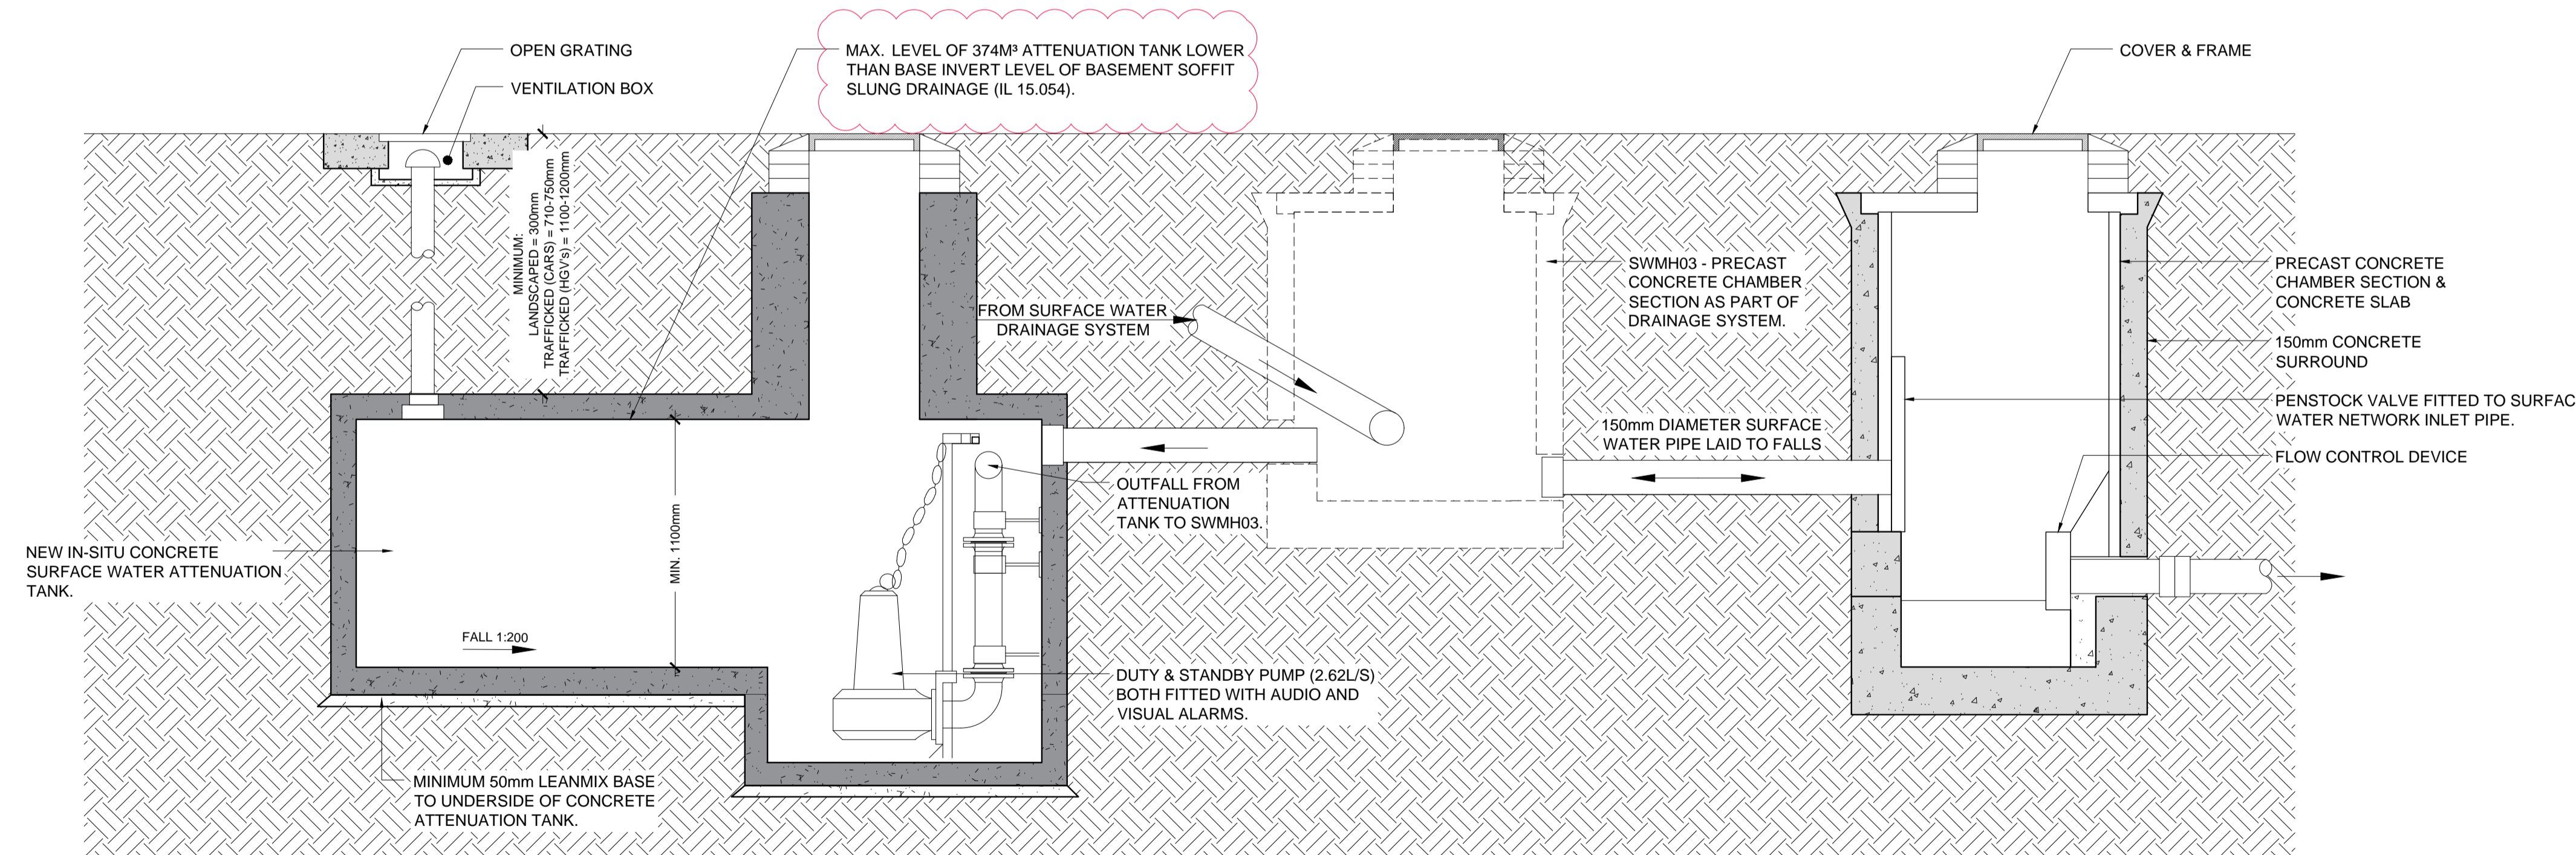 OPEN GRATING
VENTILATION BOX
MAX. LEVEL OF 374M³ ATTENUATION TANK LOWER
THAN BASE INVERT LEVEL OF BASEMENT SOFFIT
SLUNG DRAINAGE (IL 15.054).
COVER & FRAME
MINIMUM:
LANDSCAPED = 300mm
TRAFFICKED (CARS) = 710-750mm
TRAFFICKED (HGV's) = 1100-1200mm
FROM SURFACE WATER
DRAINAGE SYSTEM
SWMH03 - PRECAST
CONCRETE CHAMBER
SECTION AS PART OF
DRAINAGE SYSTEM.
PRECAST CONCRETE
CHAMBER SECTION &
CONCRETE SLAB
150mm CONCRETE
SURROUND
PENSTOCK VALVE FITTED TO SURFAC
WATER NETWORK INLET PIPE.
FLOW CONTROL DEVICE
150mm DIAMETER SURFACE
WATER PIPE LAID TO FALLS
OUTFALL FROM
ATTENUATION
TANK TO SWMH03.
NEW IN-SITU CONCRETE
SURFACE WATER ATTENUATION
TANK.
MIN. 1100mm
FALL 1:200
DUTY & STANDBY PUMP (2.62L/S)
BOTH FITTED WITH AUDIO AND
VISUAL ALARMS.
MINIMUM 50mm LEANMIX BASE
TO UNDERSIDE OF CONCRETE
ATTENUATION TANK.